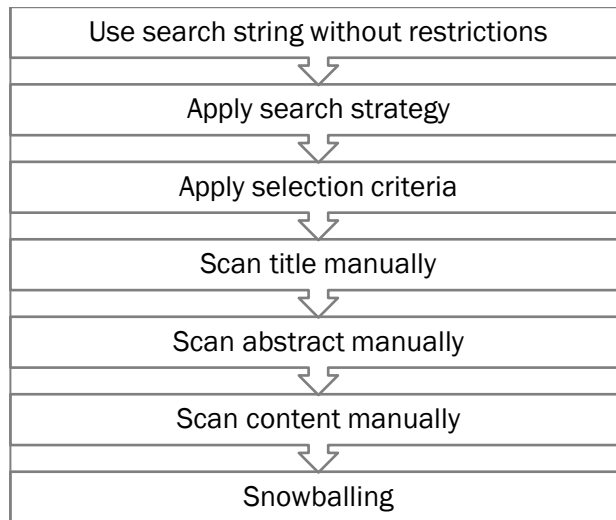 Use search string without restrictions
Apply search strategy
Apply selection criteria
Scan title manually
Scan abstract manually
Scan content manually
Snowballing